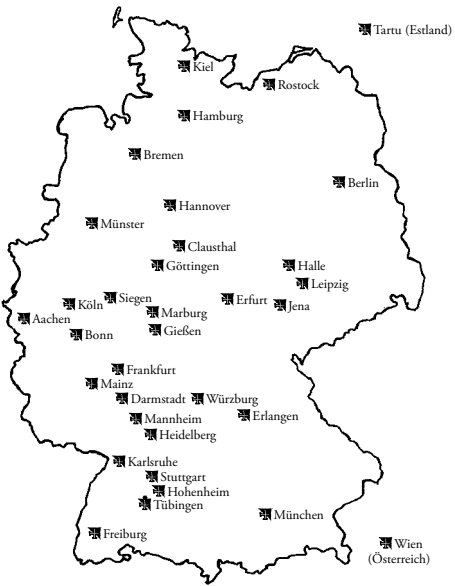 Tartu (Estland)
Kiel
Rostock
Hamburg
Bremen
Berlin
Hannover
Münster
Clausthal
Göttingen
Halle
Leipzig
Siegen
Erfurt
Köln
Jena
Marburg
Aachen
Gießen
Bonn
Frankfurt
Mainz
Darmstadt
Würzburg
Erlangen
Mannheim
Heidelberg
Karlsruhe
Stuttgart
Hohenheim
Tübingen
München
Freiburg
Wien
(Österreich)